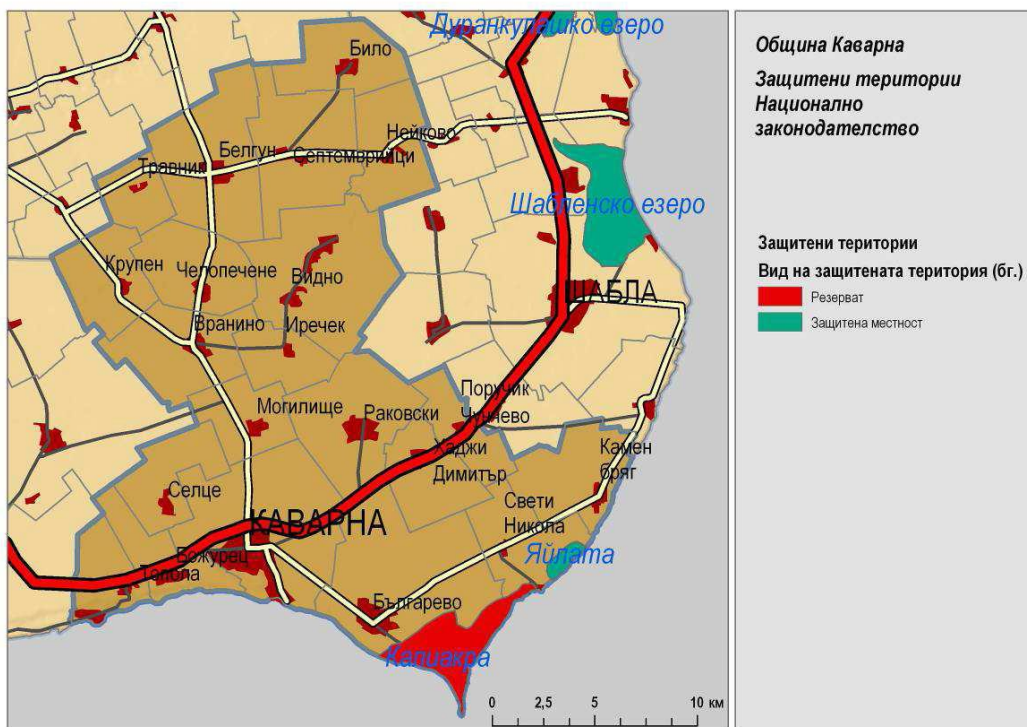 Дуранкулашко езеро
Било
Нейково
Белгун
Септемврийци
Травник
Шабленско езеро
Крупен
Челопечене
Видно
ШАБЛА
Вранино
Иречек
Поручик
Чунчево
Могилище
Раковски
Хаджи
Димитър
Камен
бряг
Селце
Свети
Никола
КАВАРНА
Божурец
Топола
Яйлата
Българево
Калиакра
0 2,5 5 10 км
Община Каварна
Защитени територии
Национално
законодателство
Защитени територии
Вид на защитената територия (бг.)
Резерват
Защитена местност